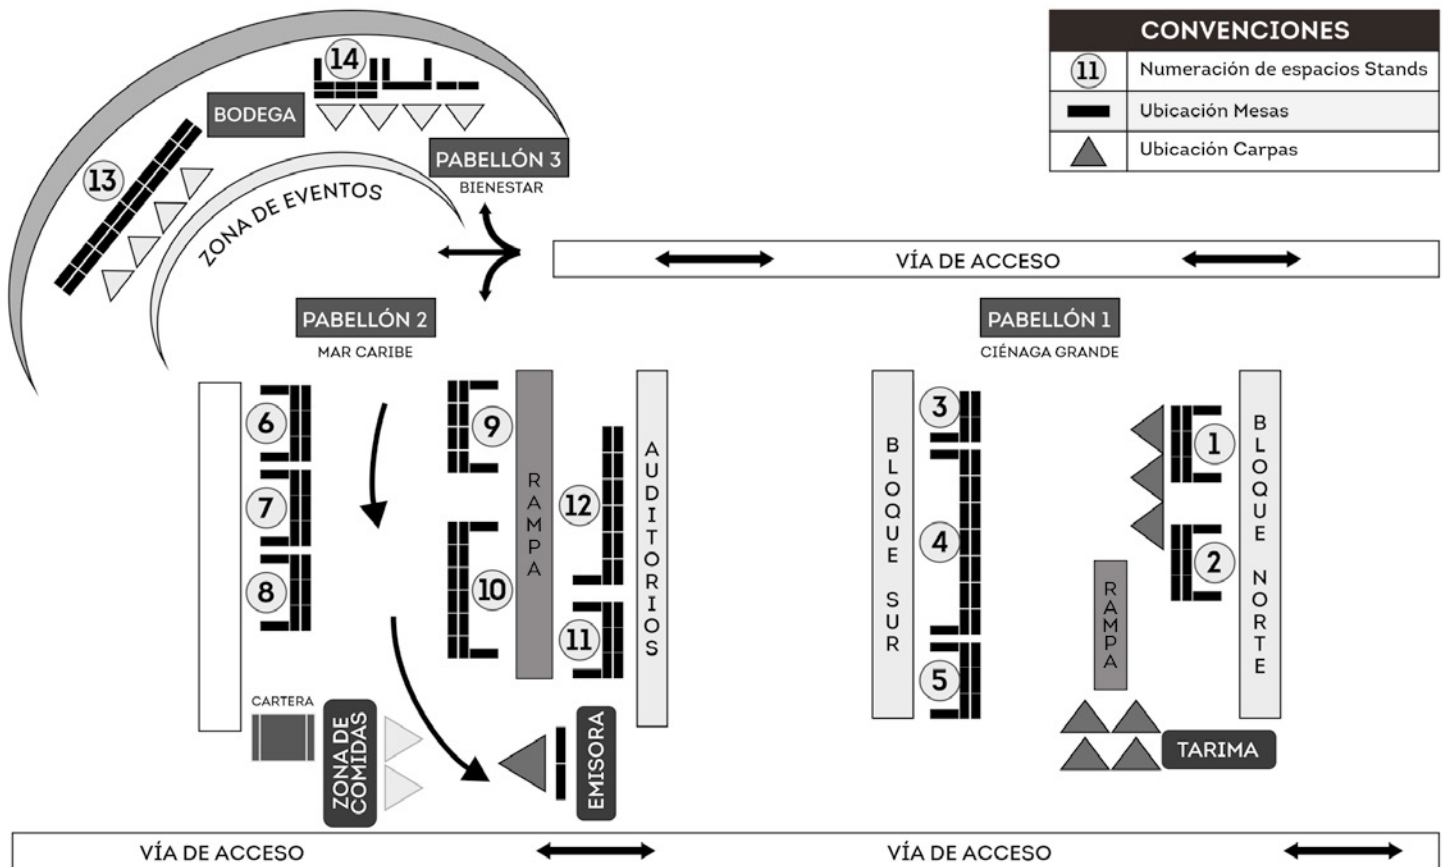 CONVENCIONES
11 Numeración de espacios Stands
Ubicación Mesas
Ubicación Carpas
14
BODEGA
PABELLÓN 3
BIENESTAR
13
ZONA DE EVENTOS
VÍA DE ACCESO
PABELLÓN 2
MAR CARIBE
PABELLÓN 1
CIÉNAGA GRANDE
6
7
8
9
10
RAMPA
12
11
AUDITORIOS
BLOQUE SUR
3
4
5
1
2
RAMPA
BLOQUE NORTE
CARTERA
ZONA DE
COMIDAS
EMISORA
TARIMA
VÍA DE ACCESO
VÍA DE ACCESO